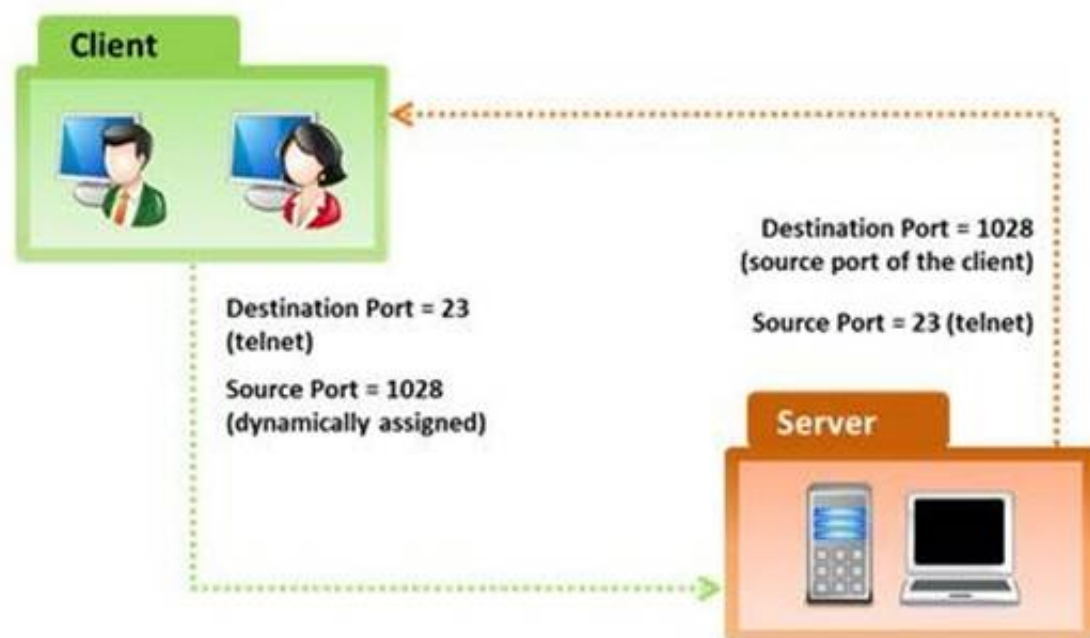 Client
Destination Port = 1028
(source port of the client)
Source Port = 23 (telnet)
Destination Port = 23
(telnet)
Source Port = 1028
(dynamically assigned)
Server